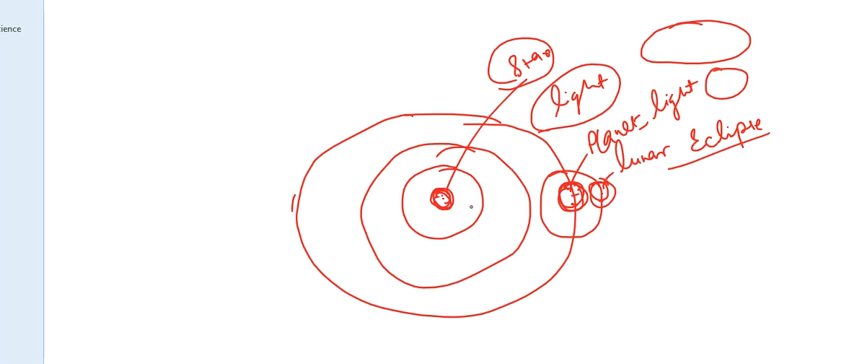 ience
Star
light
Planet_light
lunar Eclipse